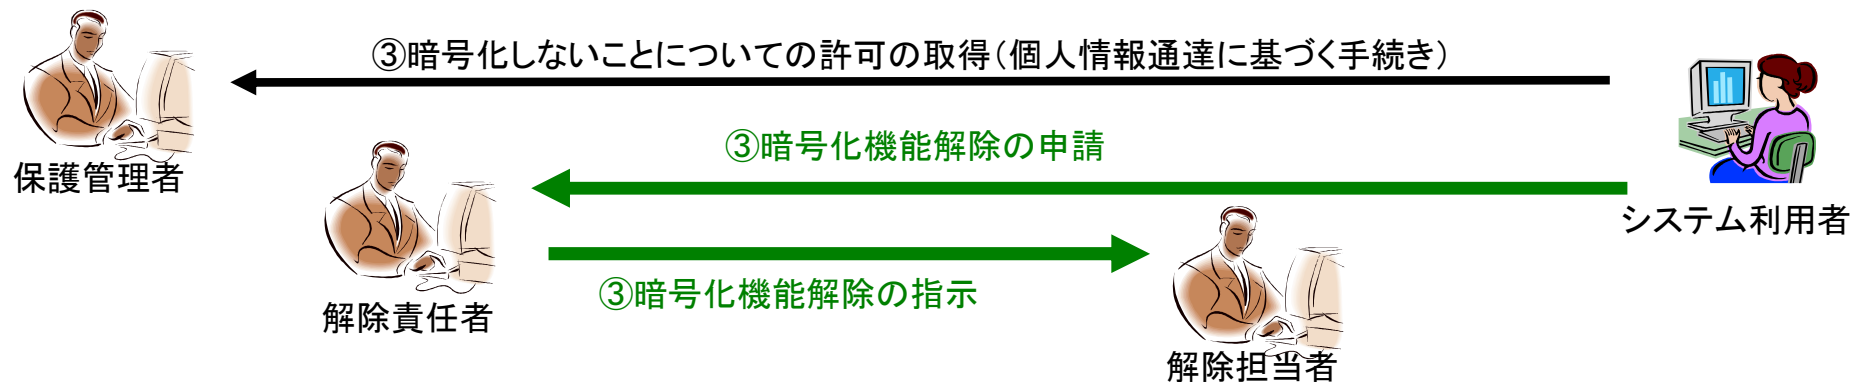 ③暗号化しないことについての許可の取得(個人情報通達に基づく手続き)
保護管理者
③暗号化機能解除の申請
システム利用者
③暗号化機能解除の指示
解除責任者
解除担当者